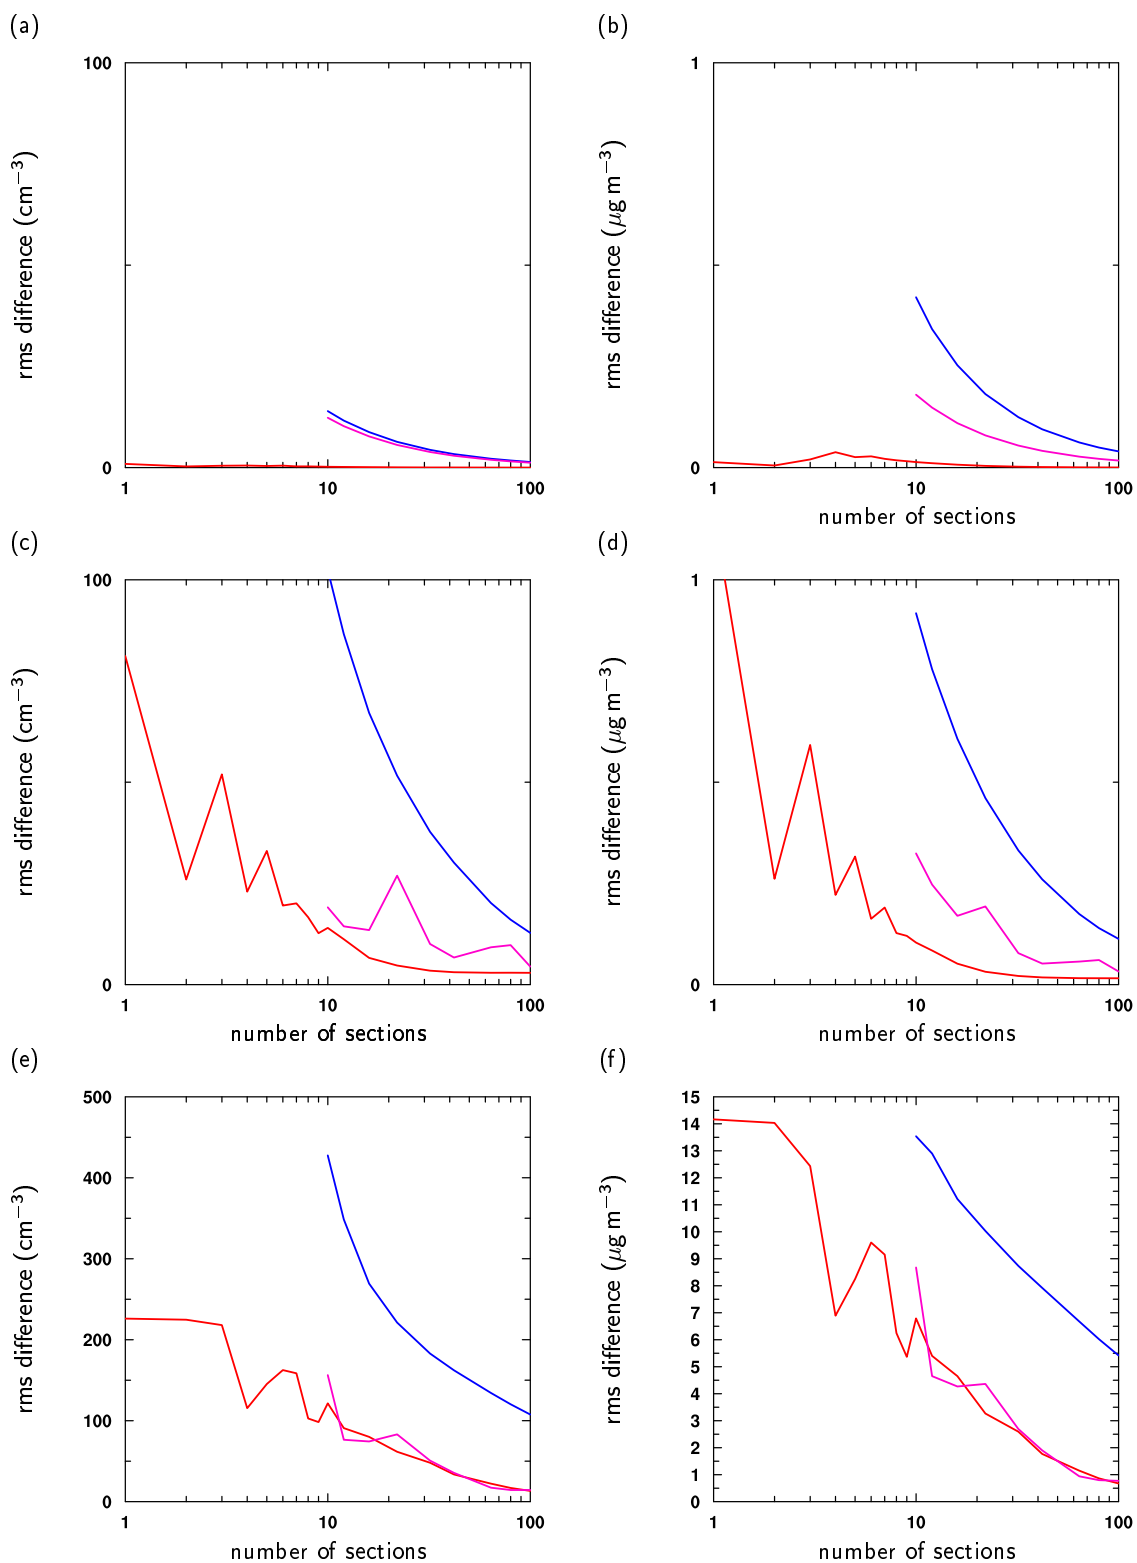 (a)
(b)
100
rms difference (cm⁻³)
0
1
10
100
1
rms difference (μg m⁻³)
0
1
10
100
number of sections
(c)
(d)
100
rms difference (cm⁻³)
0
1
10
100
number of sections
1
rms difference (μg m⁻³)
0
1
10
100
number of sections
(e)
(f)
500
400
300
200
100
0
rms difference (cm⁻³)
1
10
100
number of sections
15
14
13
12
11
10
9
8
7
6
5
4
3
2
1
0
rms difference (μg m⁻³)
1
10
100
number of sections